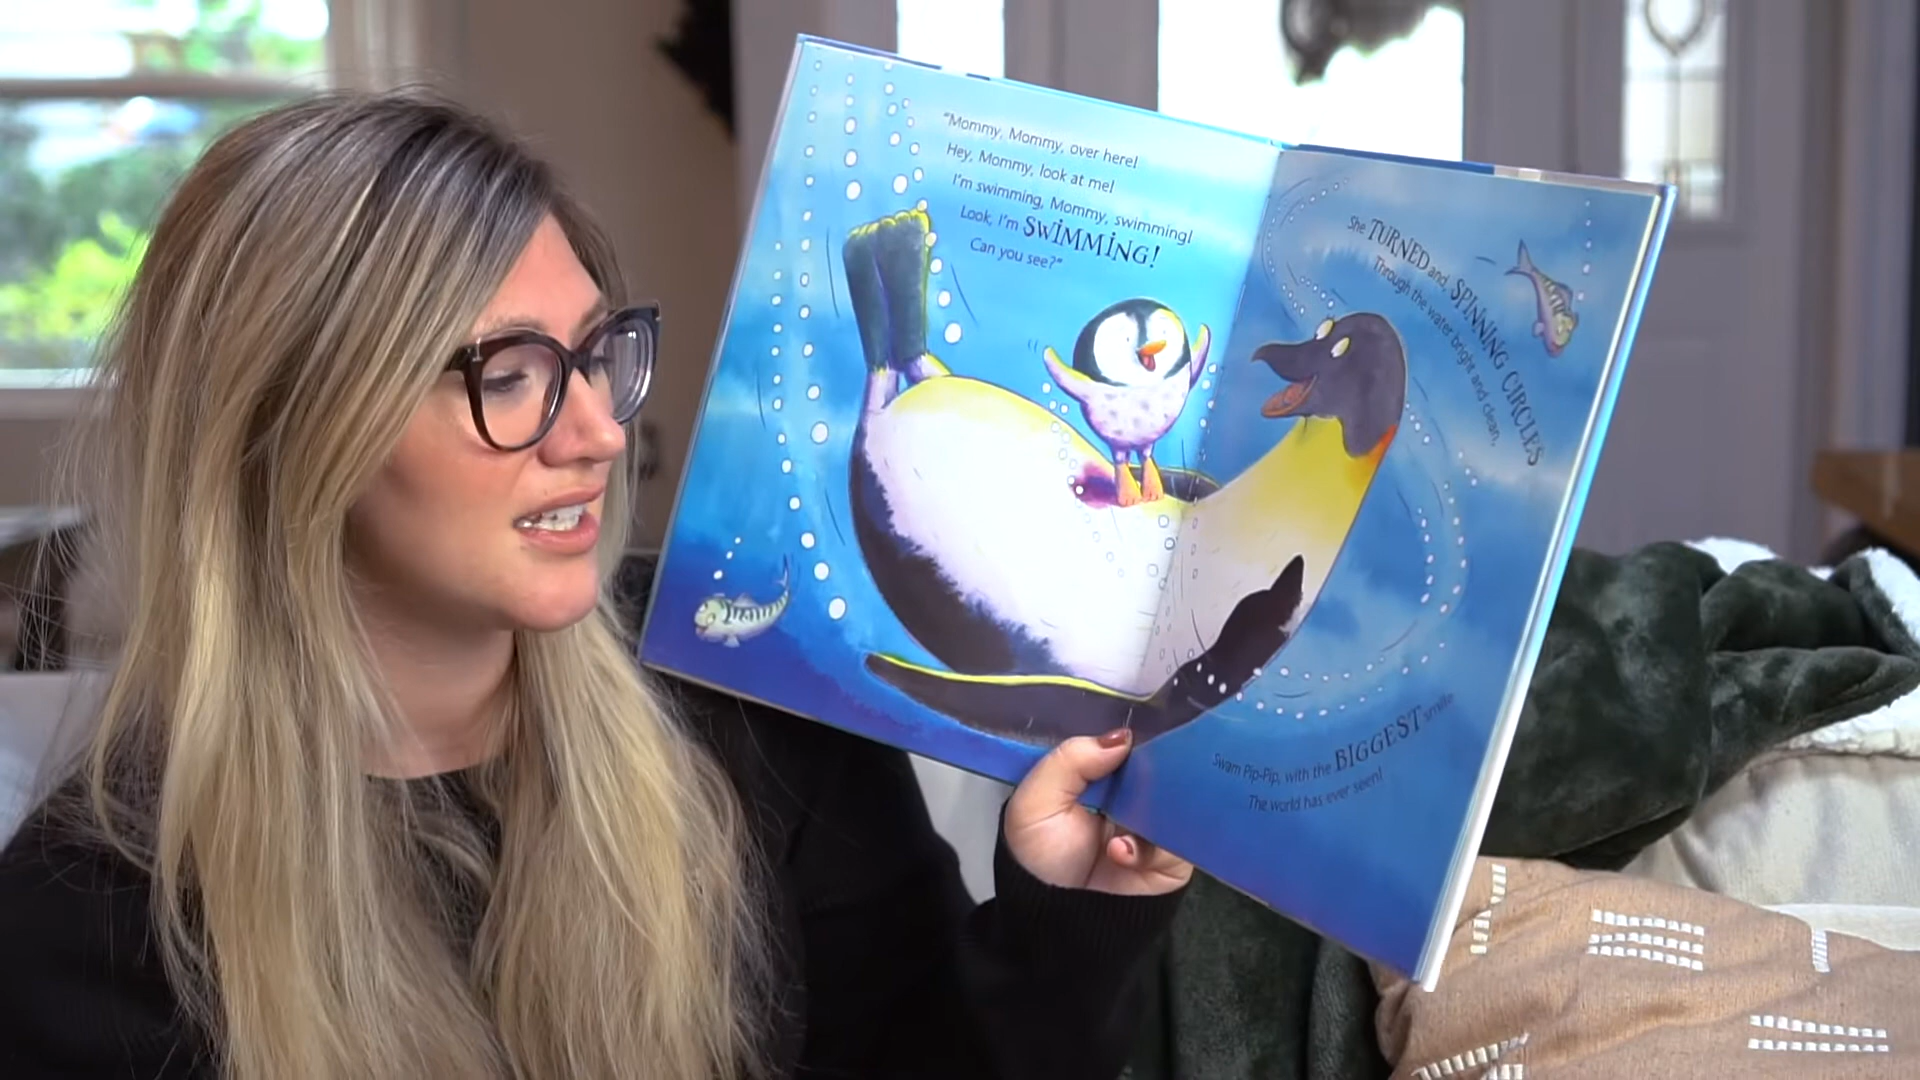 "Mommy, Mommy, over here!
Hey, Mommy, look at me!
I'm swimming, Mommy, swimming!
Look, I'm SWiMMiNG!
Can you see?"
She TURNED and, SPINNING CIRCLES
Through the water bright and clean,
Swam Pip-Pip, with the BIGGEST smile
The world has ever seen!